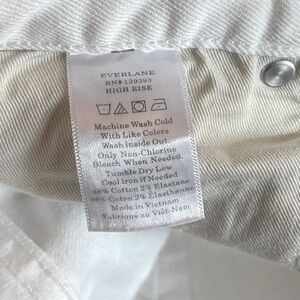 EVERLANE
RN# 139393
HIGH RISE
Machine Wash Cold
With Like Colors
Wash Inside Out
Only Non-Chlorine
Bleach When Needed.
Tumble Dry Low
Cool Iron if Needed.
98% Cotton 2% Elastane
98% Coton 2% Elasthanne
Made in Vietnam
Fabriqué au Viêt-Nam